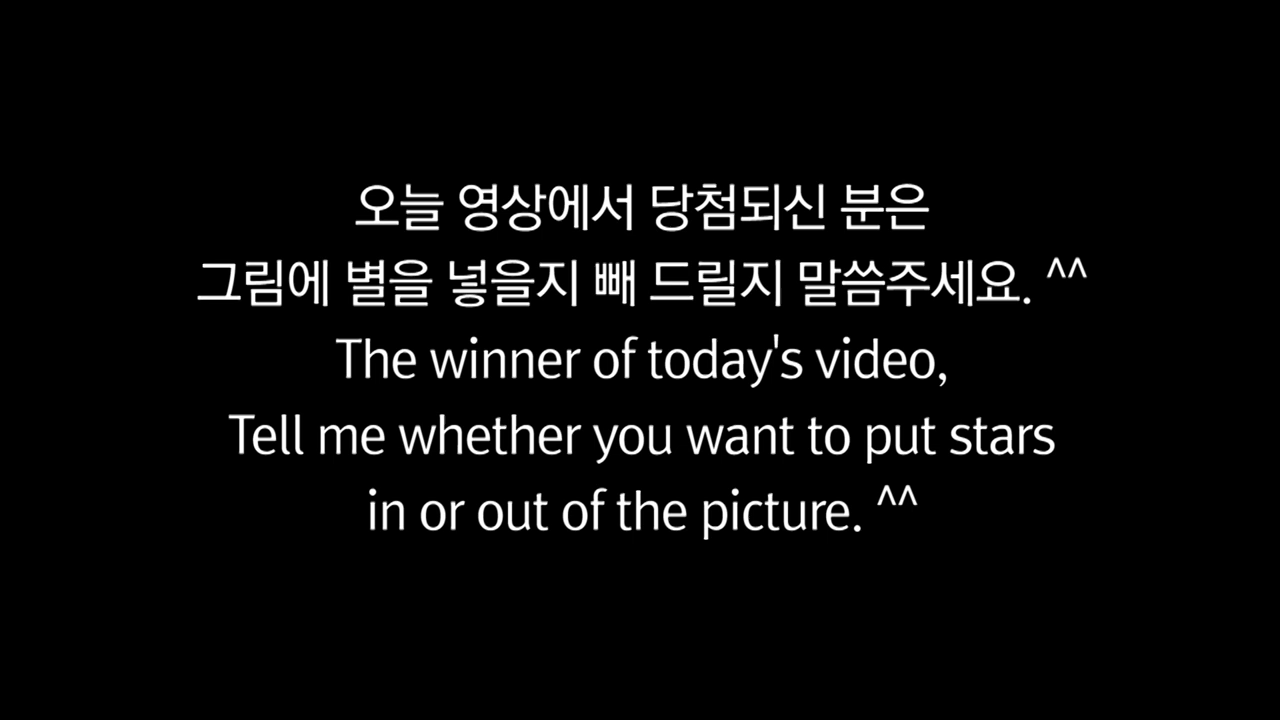 오늘 영상에서 당첨되신 분은
그림에 별을 넣을지 빼 드릴지 말씀주세요. ^^
The winner of today's video,
Tell me whether you want to put stars
in or out of the picture. ^^